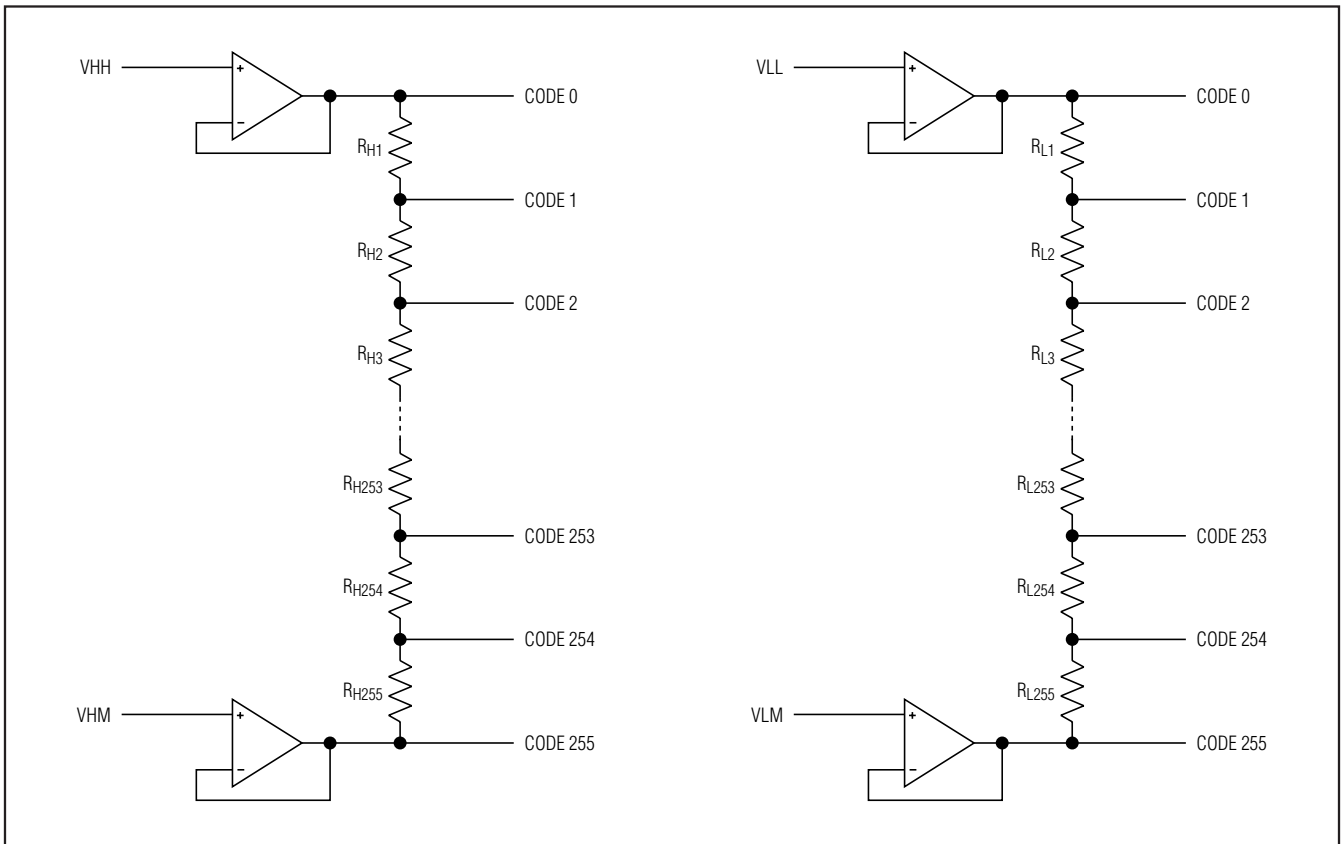 VHH
+
−
CODE 0
RH1
CODE 1
RH2
CODE 2
RH3
RH253
CODE 253
RH254
CODE 254
RH255
VHM
+
−
CODE 255
VLL
+
−
CODE 0
RL1
CODE 1
RL2
CODE 2
RL3
RL253
CODE 253
RL254
CODE 254
RL255
VLM
+
−
CODE 255